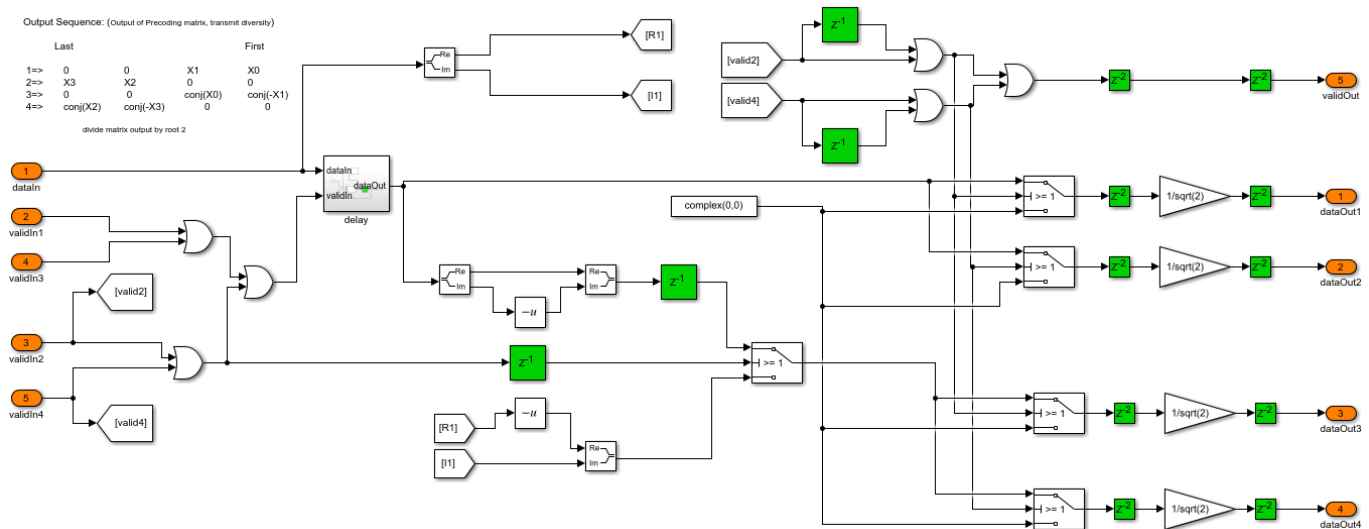 Output Sequence: (Output of Precoding matrix, transmit diversity)
Last First
1=> 0 0 X1 X0
2=> X3 X2 0 0
3=> 0 0 conj(X0) conj(-X1)
4=> conj(X2) conj(-X3) 0 0
divide matrix output by root 2
1
dataIn
2
validIn1
4
validIn3
3
validIn2
5
validIn4
[valid2]
[valid4]
dataIn
validIn
dataOut
delay
Re
Im
[R1]
[I1]
Re
Im
-u
Re
Im
z-1
z-1
[R1]
[I1]
-u
Re
Im
>= 1
[valid2]
[valid4]
z-1
z-1
z-2
z-2
5
validOut
complex(0,0)
>= 1
z-2
1/sqrt(2)
z-2
1
dataOut1
>= 1
z-2
1/sqrt(2)
z-2
2
dataOut2
>= 1
z-2
1/sqrt(2)
z-2
3
dataOut3
>= 1
z-2
1/sqrt(2)
z-2
4
dataOut4